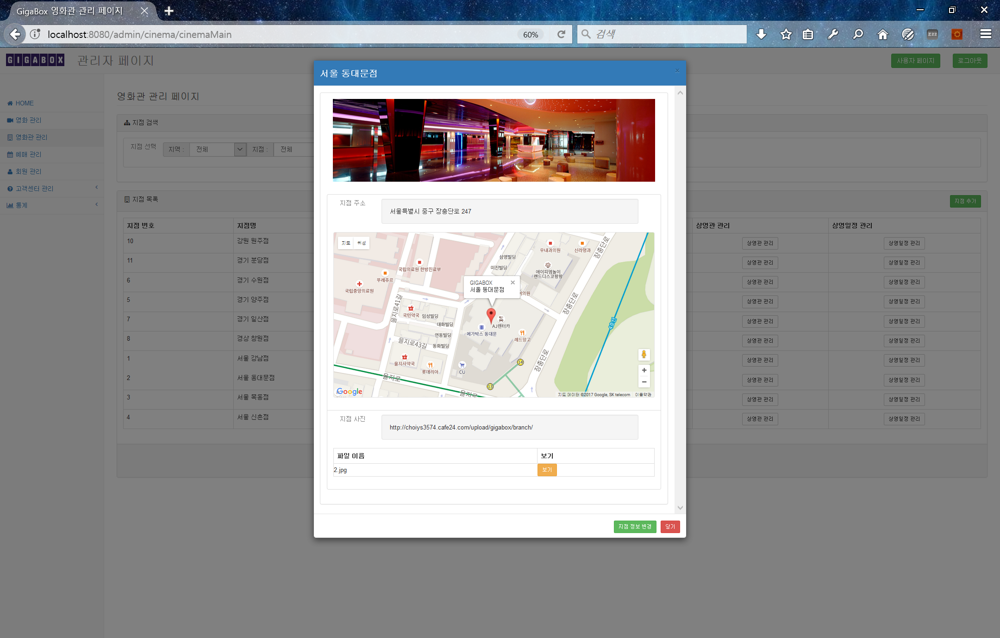 GigaBox 영화관 관리 페이지
localhost:8080/admin/cinema/cinemaMain
60%
검색
GIGABOX
관리자 페이지
사용자 페이지
로그아웃
HOME
영화 관리
영화관 관리
예매 관리
회원 관리
고객센터 관리
통계
영화관 관리 페이지
지점 검색
지점 선택
지역 :
전체
지점 :
전체
지점 목록
지점 추가
지점 번호
지점명
상영관 관리
상영일정 관리
10
강원 원주점
상영관 관리
상영일정 관리
11
경기 분당점
상영관 관리
상영일정 관리
6
경기 수원점
상영관 관리
상영일정 관리
5
경기 양주점
상영관 관리
상영일정 관리
7
경기 일산점
상영관 관리
상영일정 관리
8
경상 창원점
상영관 관리
상영일정 관리
1
서울 강남점
상영관 관리
상영일정 관리
2
서울 동대문점
상영관 관리
상영일정 관리
3
서울 목동점
상영관 관리
상영일정 관리
4
서울 신촌점
상영관 관리
상영일정 관리
서울 동대문점
지점 주소
서울특별시 중구 장충단로 247
지도
위성
우내과의원
신라명과
장충단로
삼영빌딩
미진빌딩
국립의료원 한방진료부
뚜레쥬르
국립중앙의료원
애이피엠놀이
랜드디스코팡팡
GIGABOX
서울 동대문점
의원
을지로41길
국민약국
임성빌딩
대화빌딩
연동빌딩
동화빌딩
을지로43길
AJ렌터카
메가박스 동대문
레드망고
장충단로
4호선
을지사약국
롯데리아
CU
14
13
장충단로
을지로
을지로
Google
지도 데이터 ©2017 Google, SK telecom
이용약관
지점 사진
http://choiys3574.cafe24.com/upload/gigabox/branch/
파일 이름
보기
2.jpg
보기
지점 정보 변경
닫기